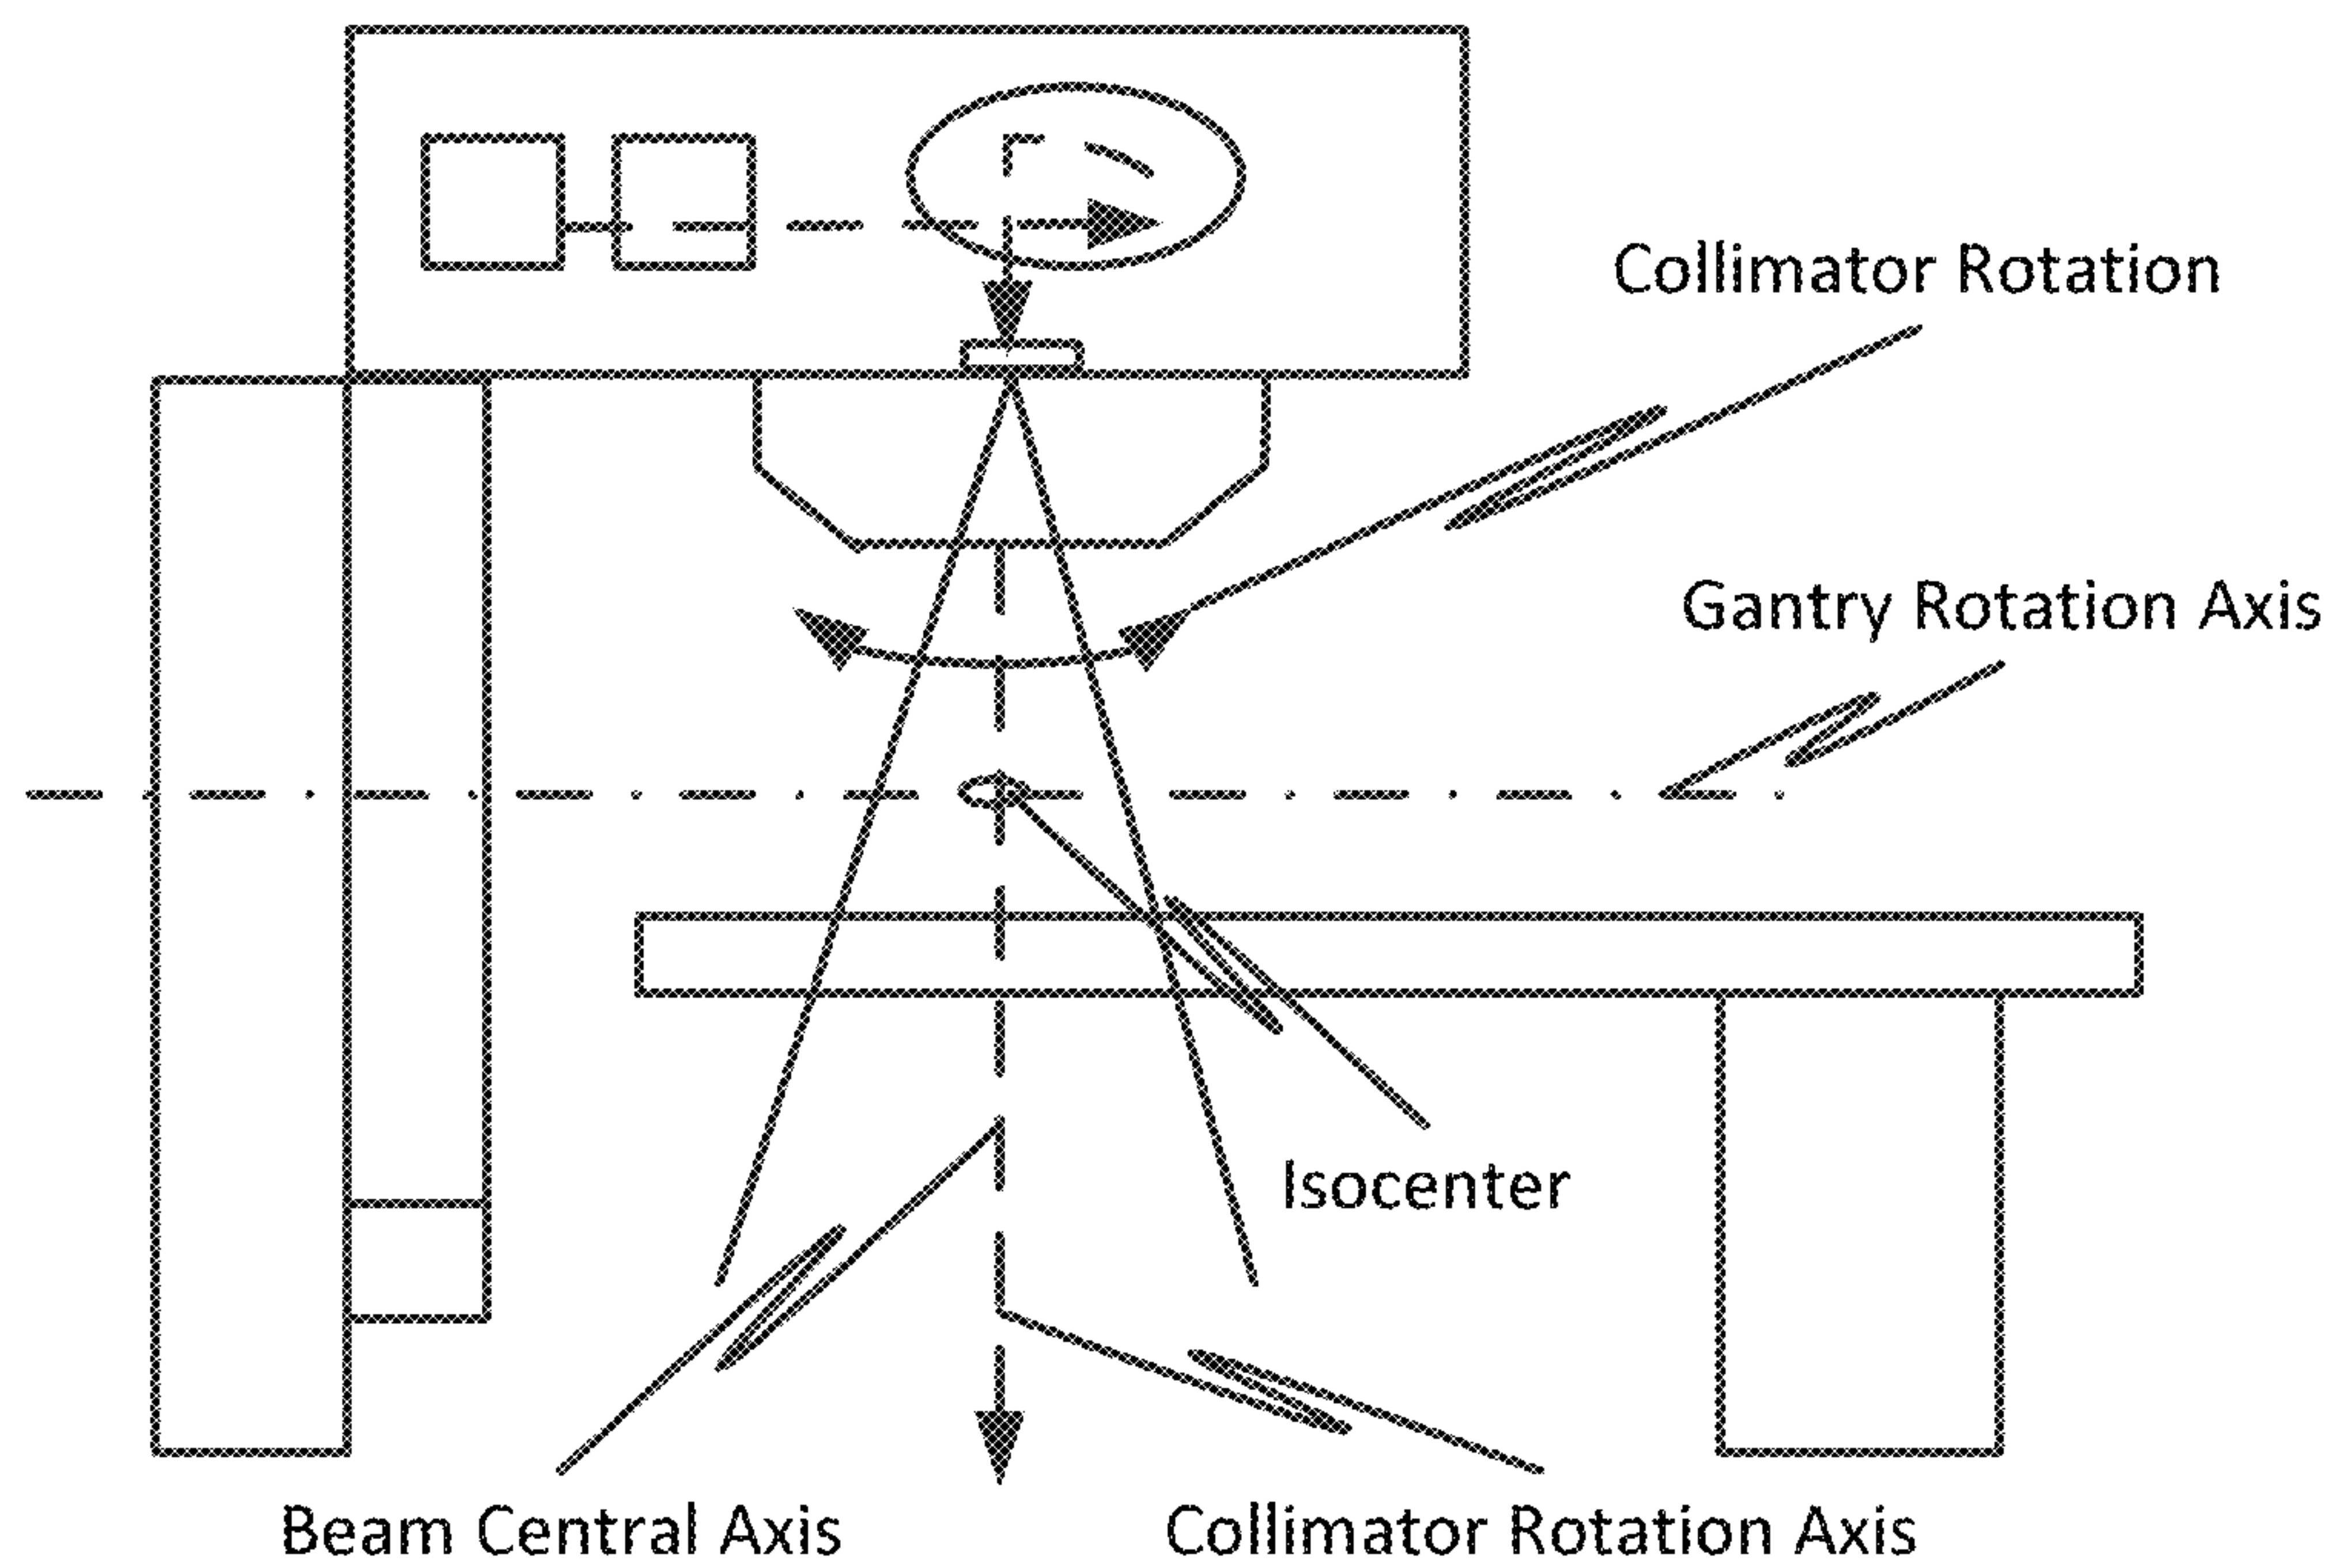 Collimator Rotation
Gantry Rotation Axis
Isocenter
Beam Central Axis
Collimator Rotation Axis